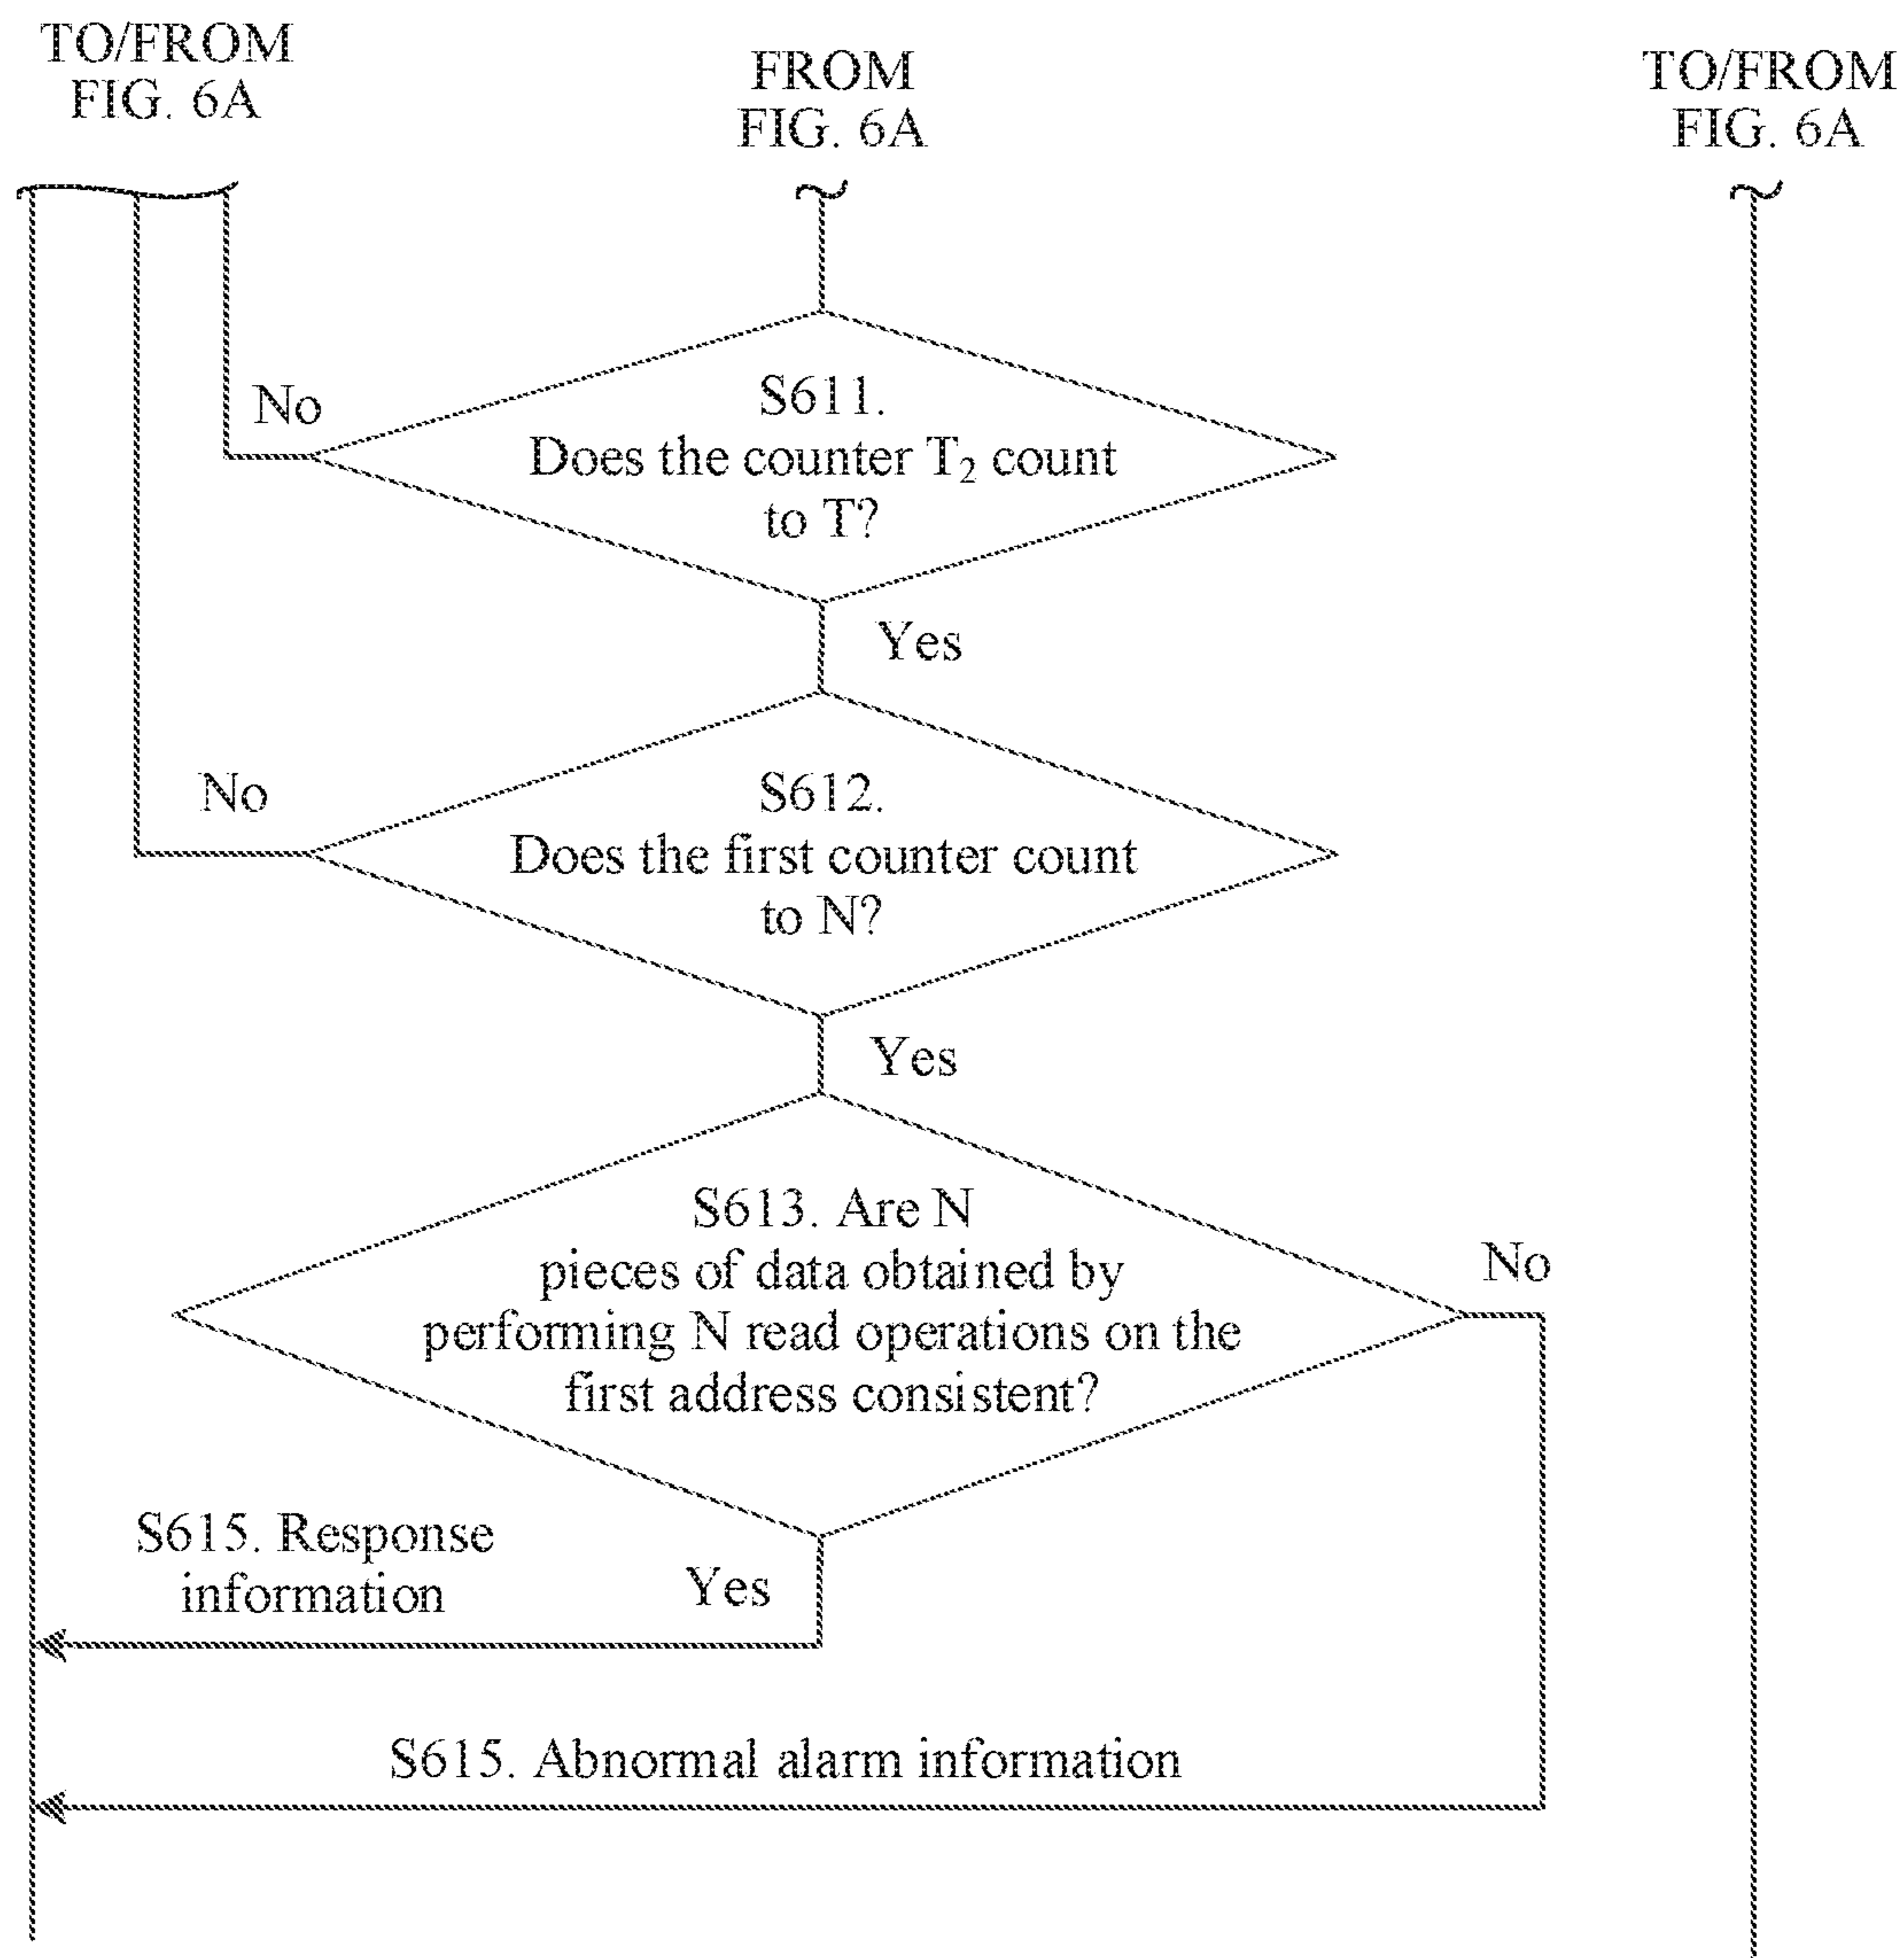 TO/FROM
FIG. 6A
FROM
FIG. 6A
TO/FROM
FIG. 6A
No
S611.
Does the counter T₂ count
to T?
Yes
No
S612.
Does the first counter count
to N?
Yes
S613. Are N
pieces of data obtained by
performing N read operations on the
first address consistent?
No
S615. Response
information
Yes
S615. Abnormal alarm information